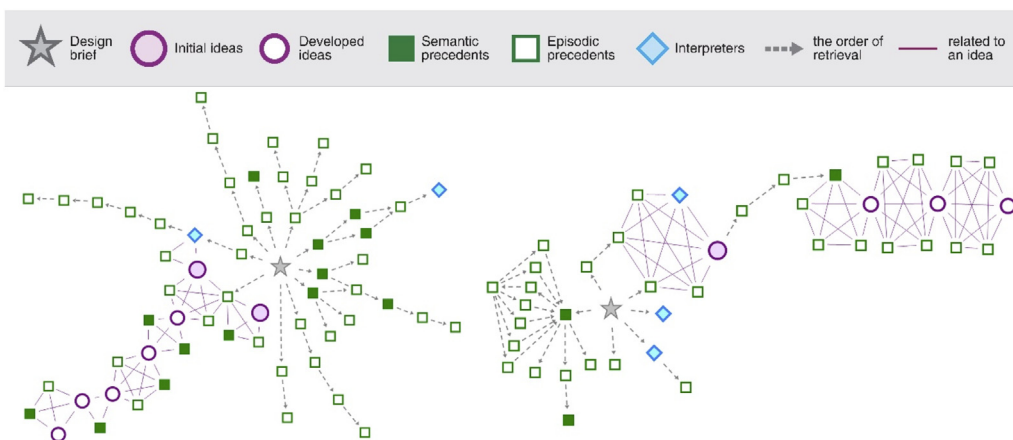 Design
brief
Initial ideas
Developed
ideas
Semantic
precedents
Episodic
precedents
Interpreters
the order of
retrieval
related to
an idea